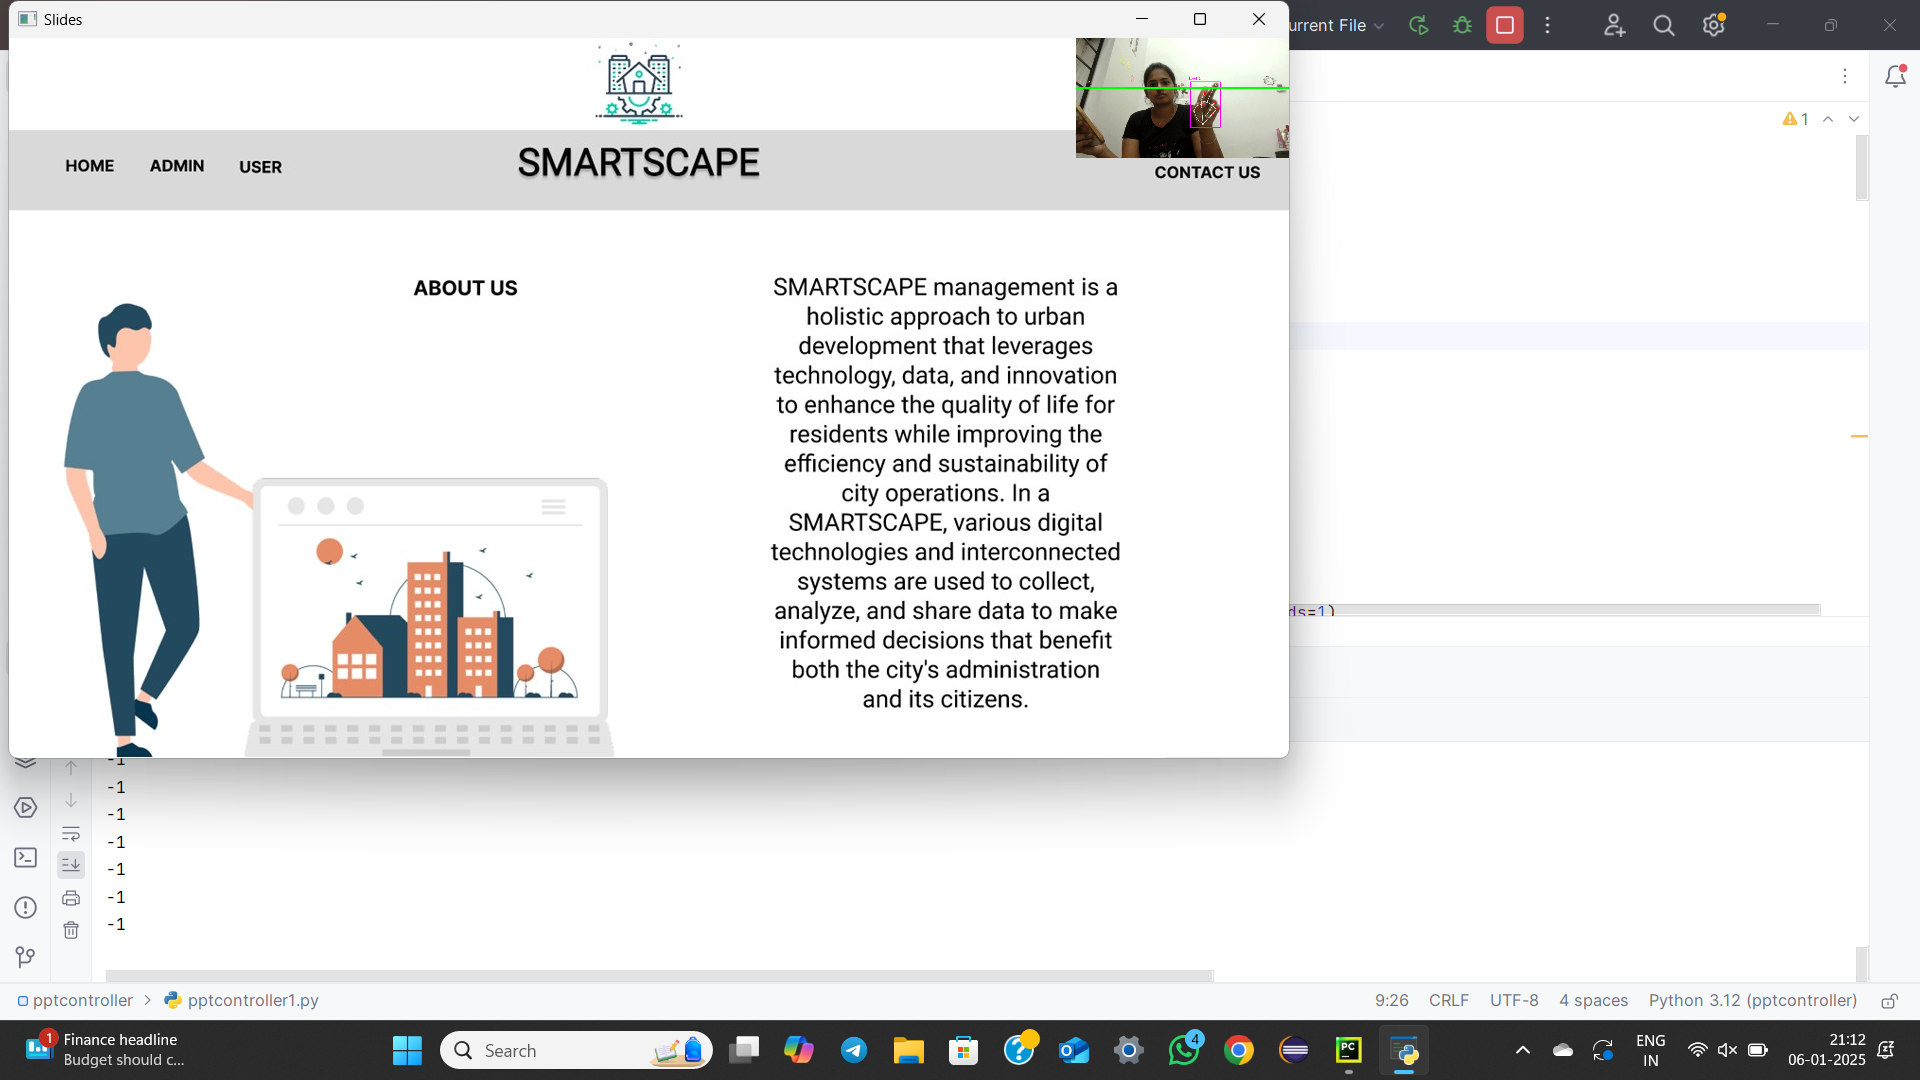 Slides
urrent File
HOME
ADMIN
USER
SMARTSCAPE
CONTACT US
1
ABOUT US
SMARTSCAPE management is a
holistic approach to urban
development that leverages
technology, data, and innovation
to enhance the quality of life for
residents while improving the
efficiency and sustainability of
city operations. In a
SMARTSCAPE, various digital
technologies and interconnected
systems are used to collect,
analyze, and share data to make
informed decisions that benefit
both the city's administration
and its citizens.
ds=1)
-1
-1
-1
-1
-1
-1
-1
pptcontroller > pptcontroller1.py
9:26 CRLF UTF-8 4 spaces Python 3.12 (pptcontroller)
1
Finance headline
Budget should c...
Search
4
PC
ENG
IN
21:12
06-01-2025